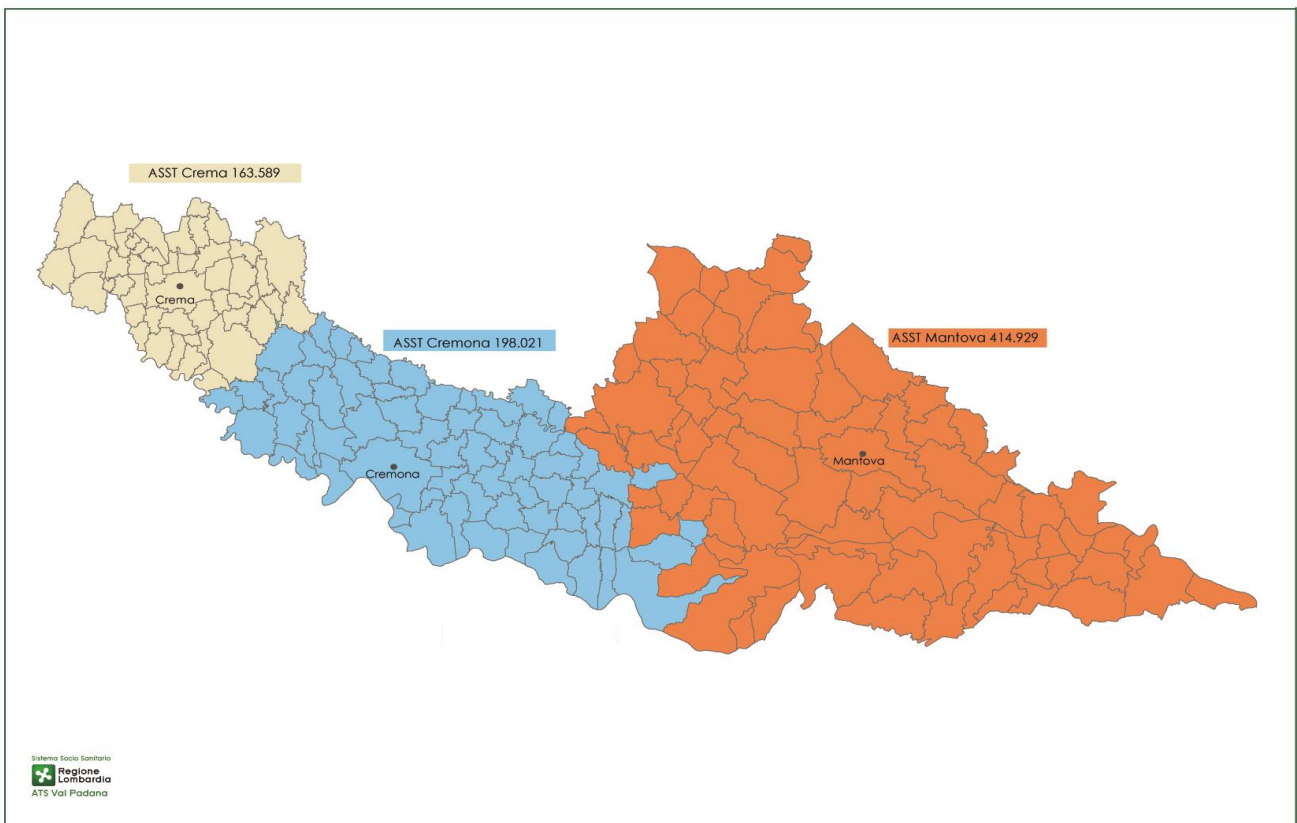 ASST Crema 163.589
Crema
ASST Cremona 198.021
ASST Mantova 414.929
Mantova
Cremona
Sistema Socio Sanitario
Regione
Lombardia
ATS Val Padana